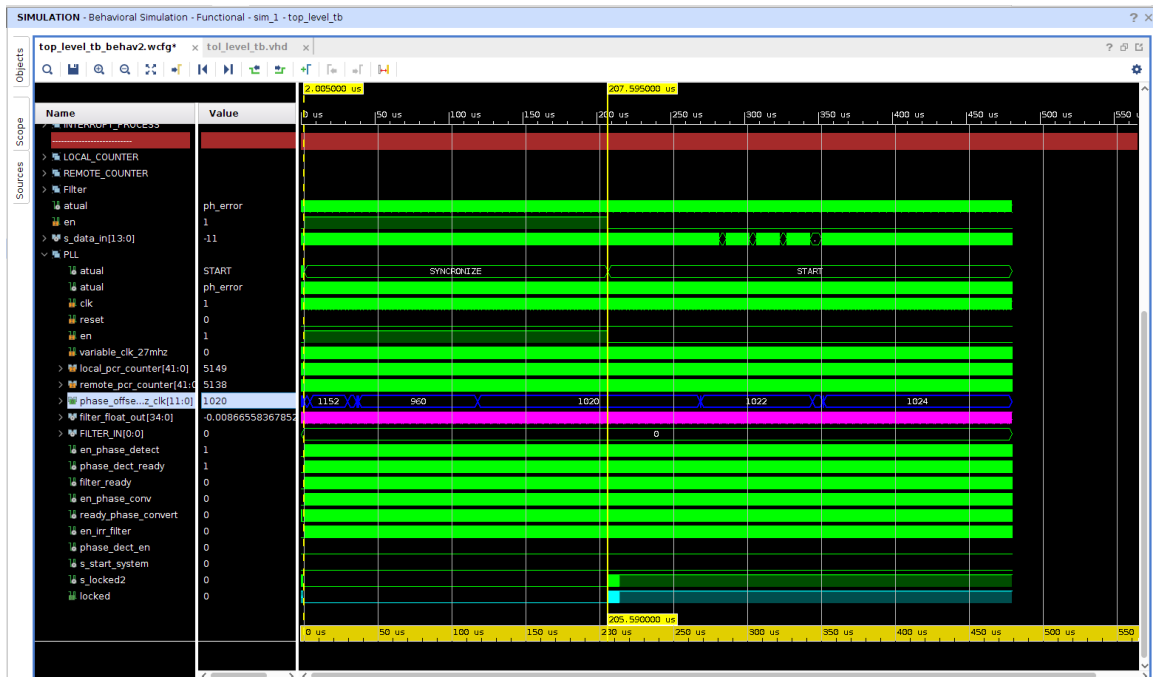 SIMULATION - Behavioral Simulation - Functional - sim_1 - top_level_tb ? ×
Objects
Scope
Sources
top_level_tb_behav2.wcfg* × tol_level_tb.vhd × ?
2.005000 us 207.595000 us
Name Value
0 us 50 us 100 us 150 us 200 us 250 us 300 us 350 us 400 us 450 us 500 us 550 u
INTERRUPT_PROCESS
---------------------------
> LOCAL_COUNTER
> REMOTE_COUNTER
> FIlter
atual ph_error
en 1
> s_data_in[13:0] -11
PLL
atual START SYNCRONIZE START
atual ph_error
clk 1
reset 0
en 1
variable_clk_27mhz 0
> local_pcr_counter[41:0] 5149
> remote_pcr_counter[41:0 5138
> phase_offse...z_clk[11:0] 1020 1152 960 1020 1022 1024
> filter_float_out[34:0] -0.00866558367852
> FILTER_IN[0:0] 0 0
en_phase_detect 1
phase_dect_ready 1
filter_ready 0
en_phase_conv 0
ready_phase_convert 0
en_irr_filter 0
phase_dect_en 0
s_start_system 0
s_locked2 0
locked 0
205.590000 us
0 us 50 us 100 us 150 us 200 us 250 us 300 us 350 us 400 us 450 us 500 us 550